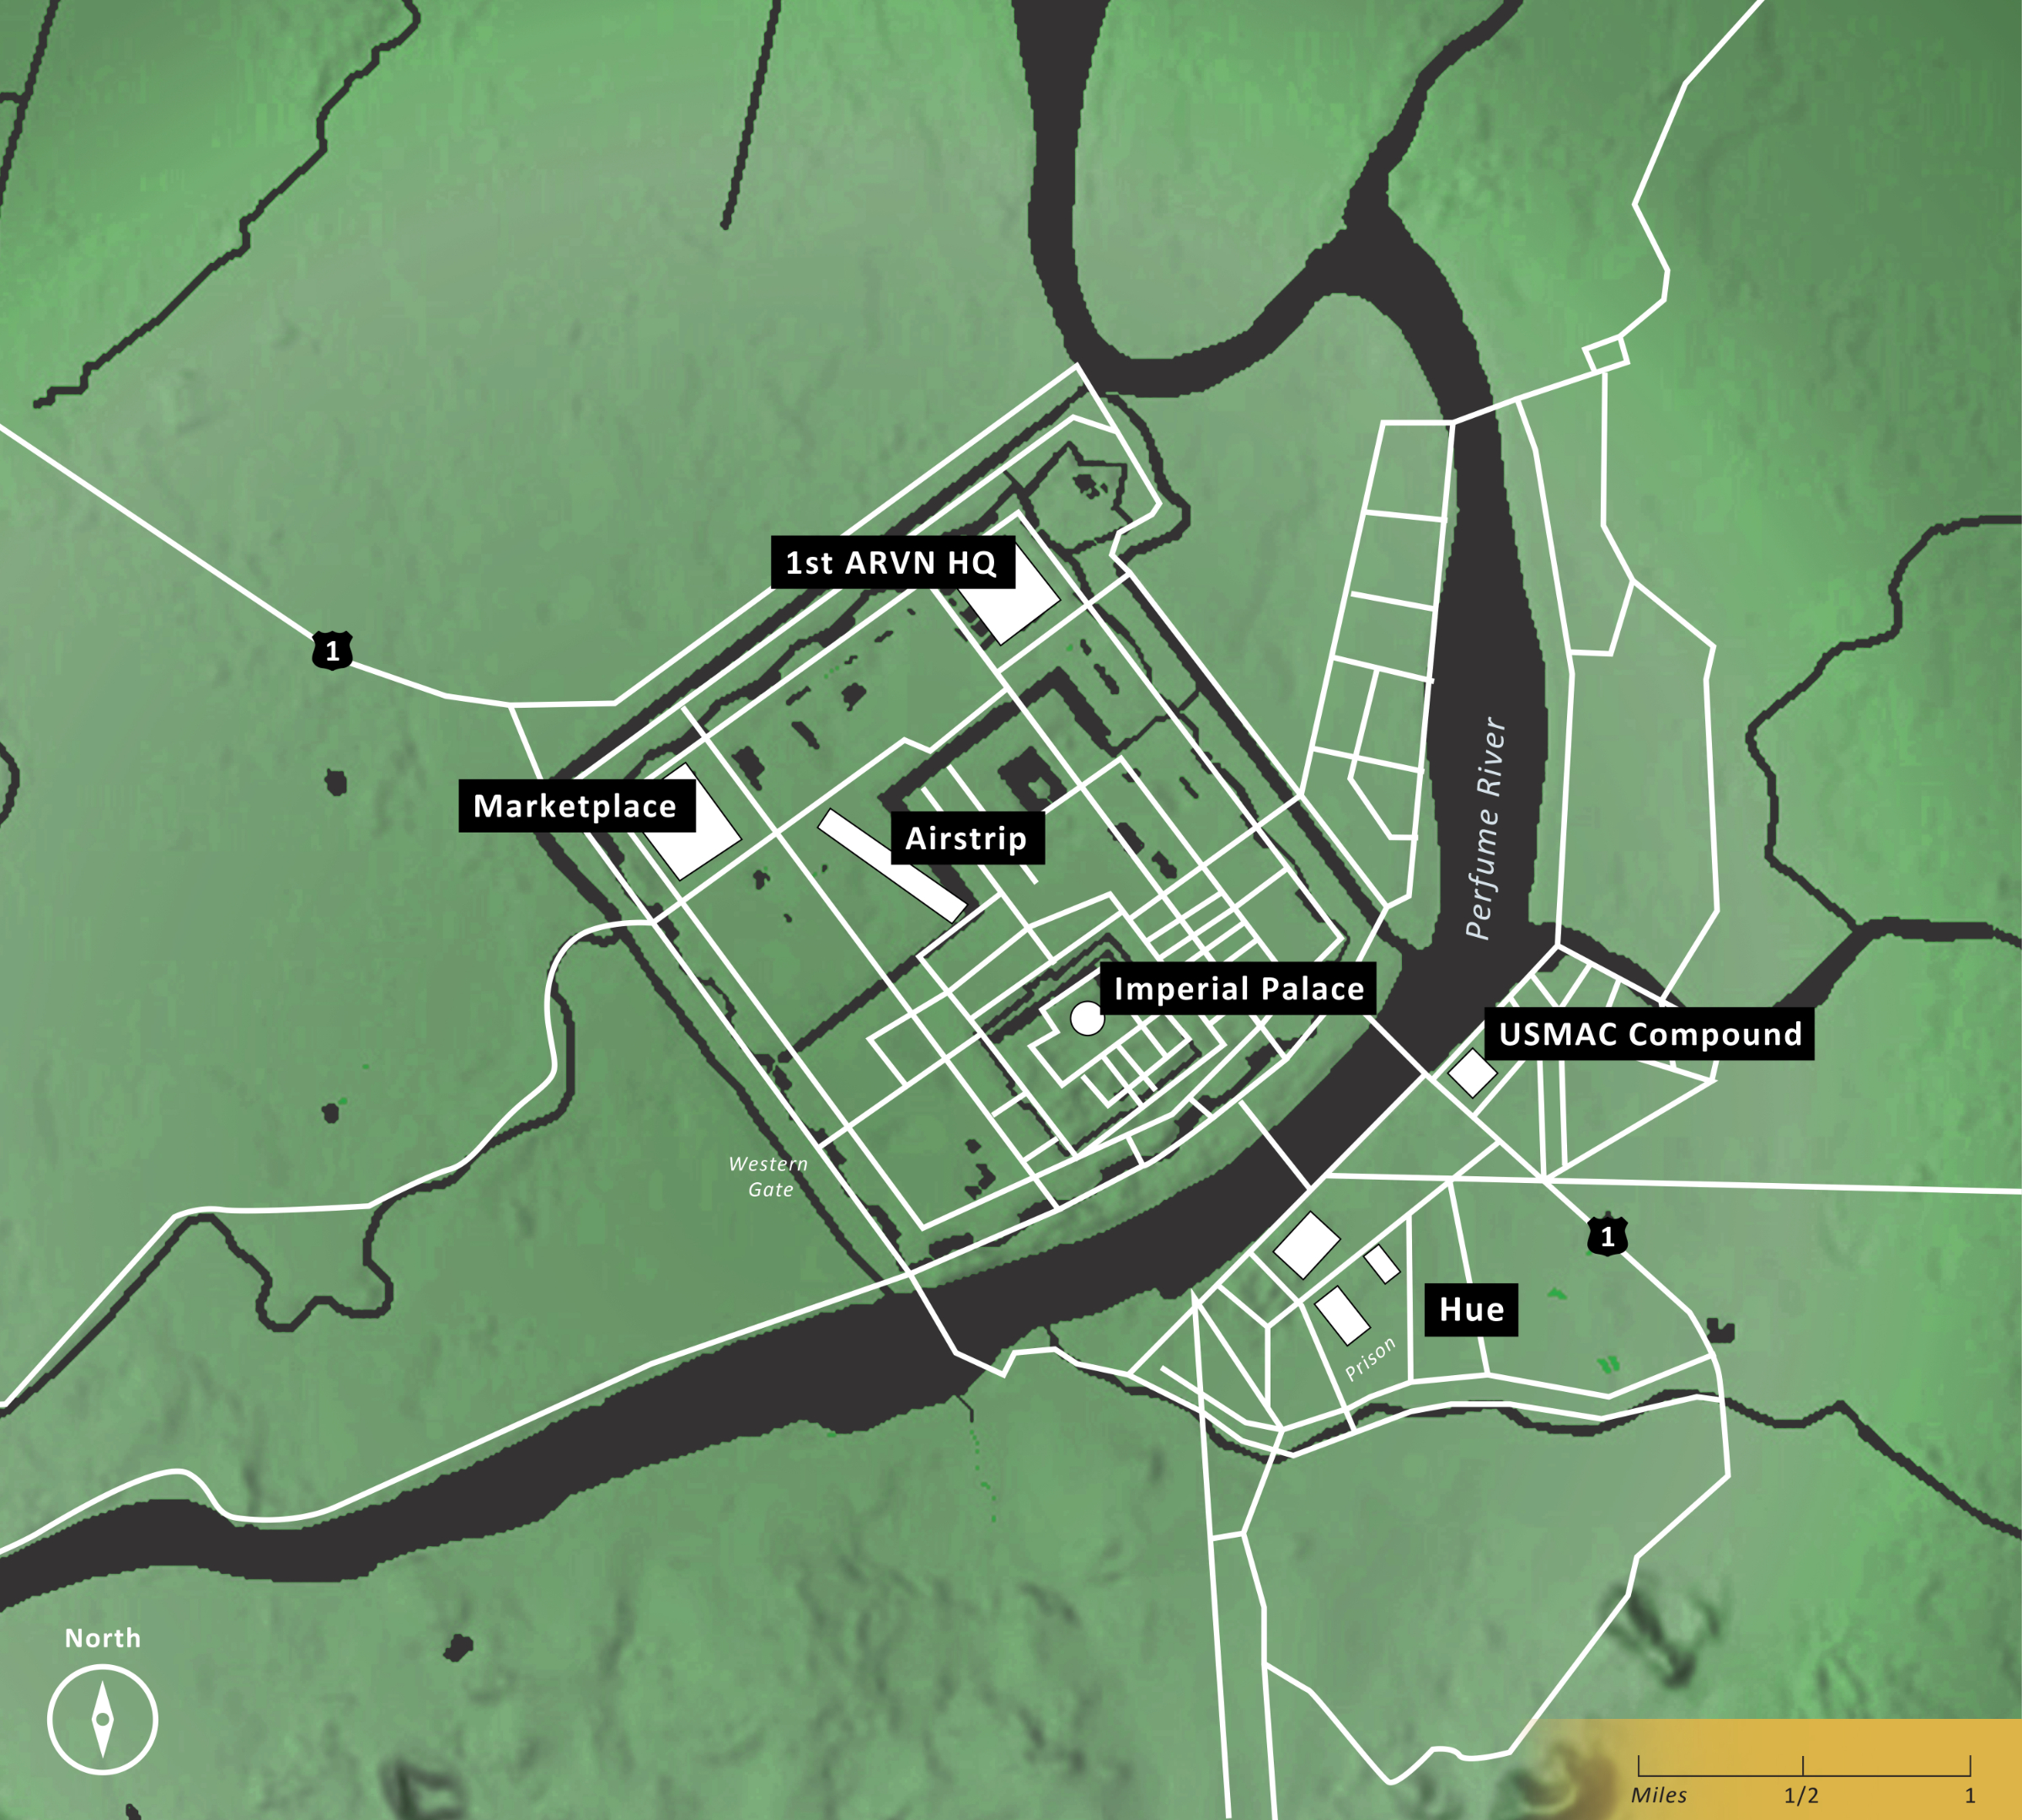 1st ARVN HQ
1
Perfume River
Marketplace
Airstrip
Imperial Palace
USMAC Compound
Western
Gate
1
Hue
Prison
North
Miles 1/2 1